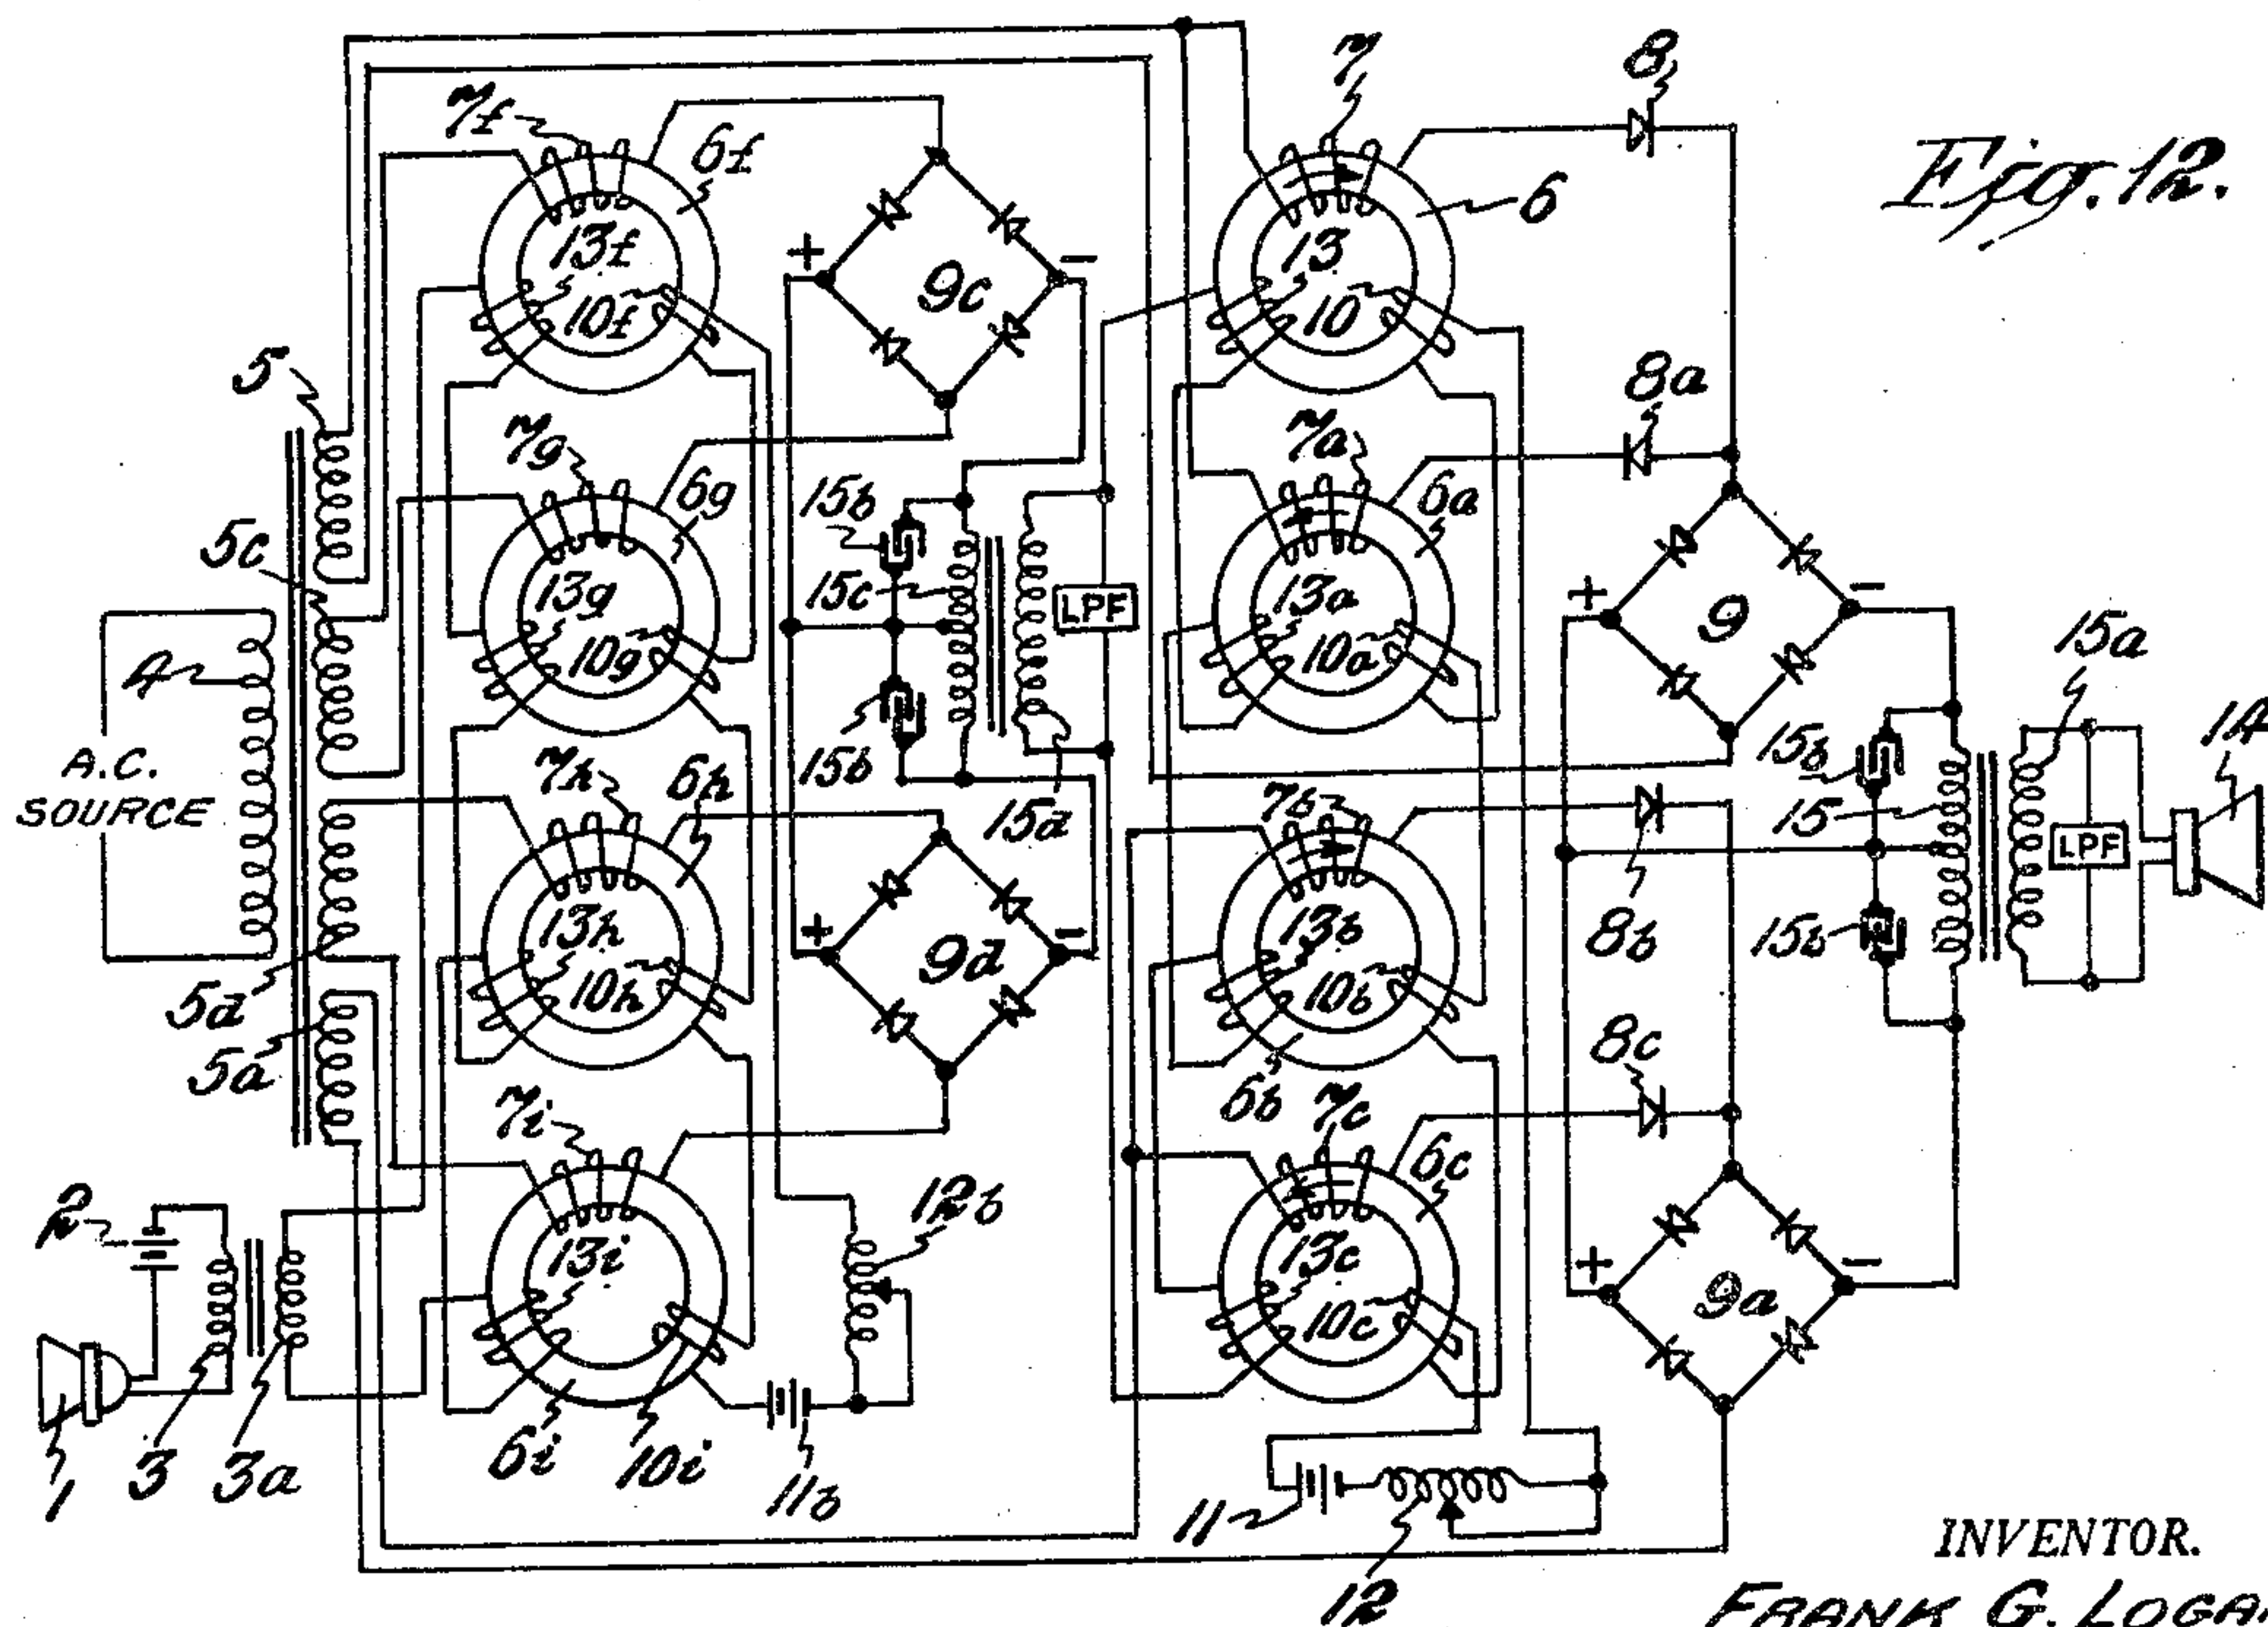 Fig. 12.
7
8
7f
6f
6
13f
10f
9c
+
−
13
10
5
8a
7g
6g
7a
6a
15b
5c
15c
13g
10g
LPF
13a
10a
+
−
9
15a
4
14
A.C.
SOURCE
7h
6h
15b
15d
7b
15b
15
LPF
13h
10h
+
−
9d
13b
10b
8b
15b
5d
5a
8c
7i
6b
7c
6c
2
12b
13i
13c
10c
+
−
9a
1
3
3a
6i
10i
11b
11
12
INVENTOR.
FRANK G. LOGAN